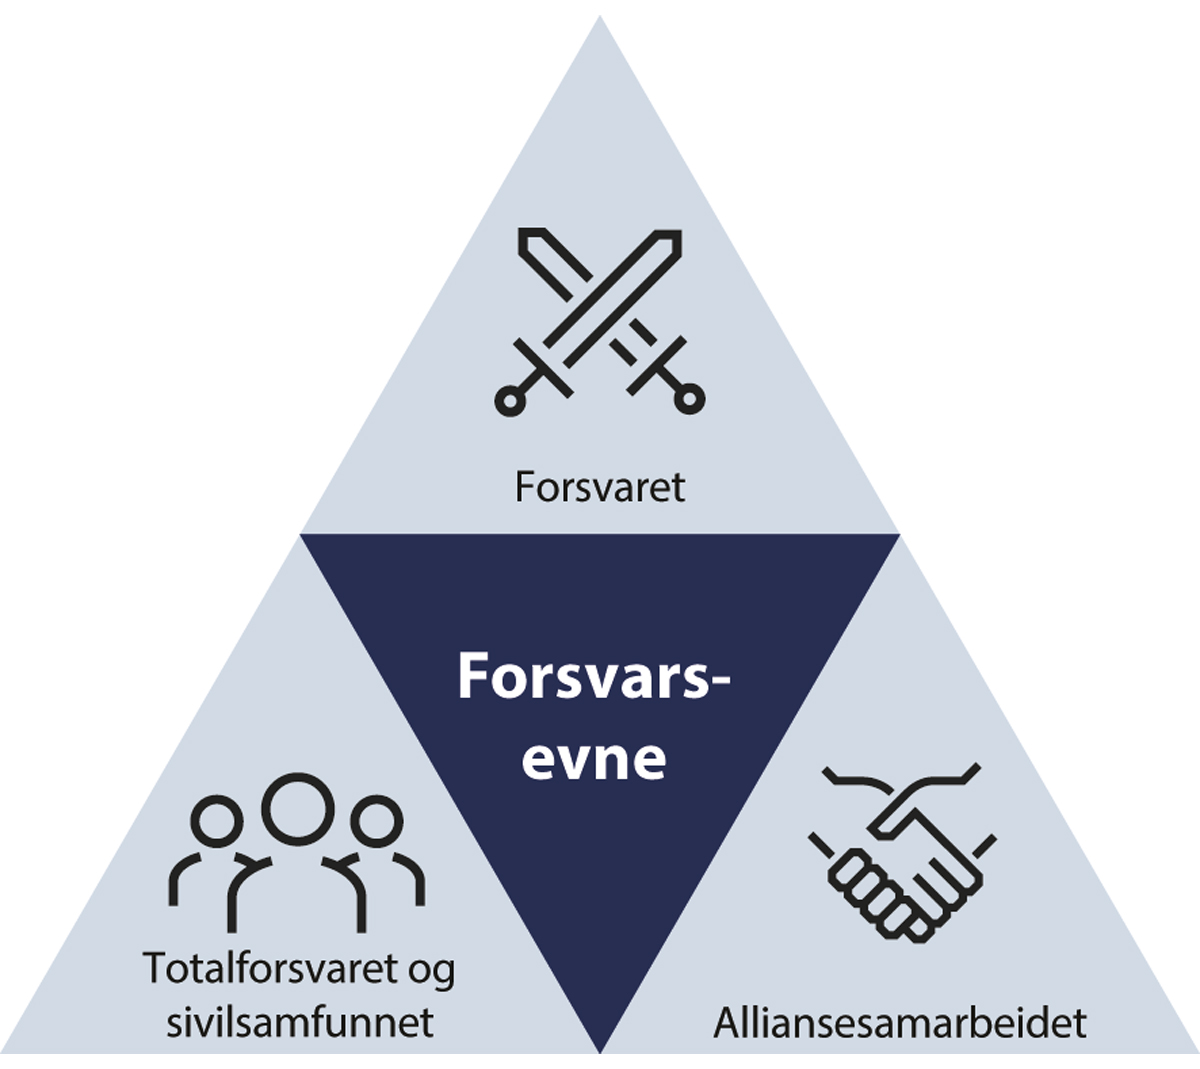 Forsvaret
Forsvars-
evne
Totalforsvaret og
sivilsamfunnet
Alliansesamarbeidet